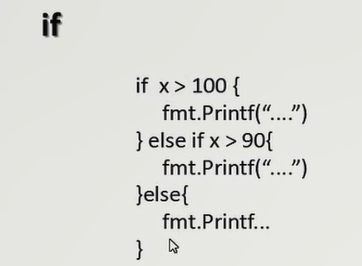 if
if  x > 100 {
fmt.Printf(“....”)
} else if x > 90{
fmt.Printf(“....”)
}else{
fmt.Printf...
}